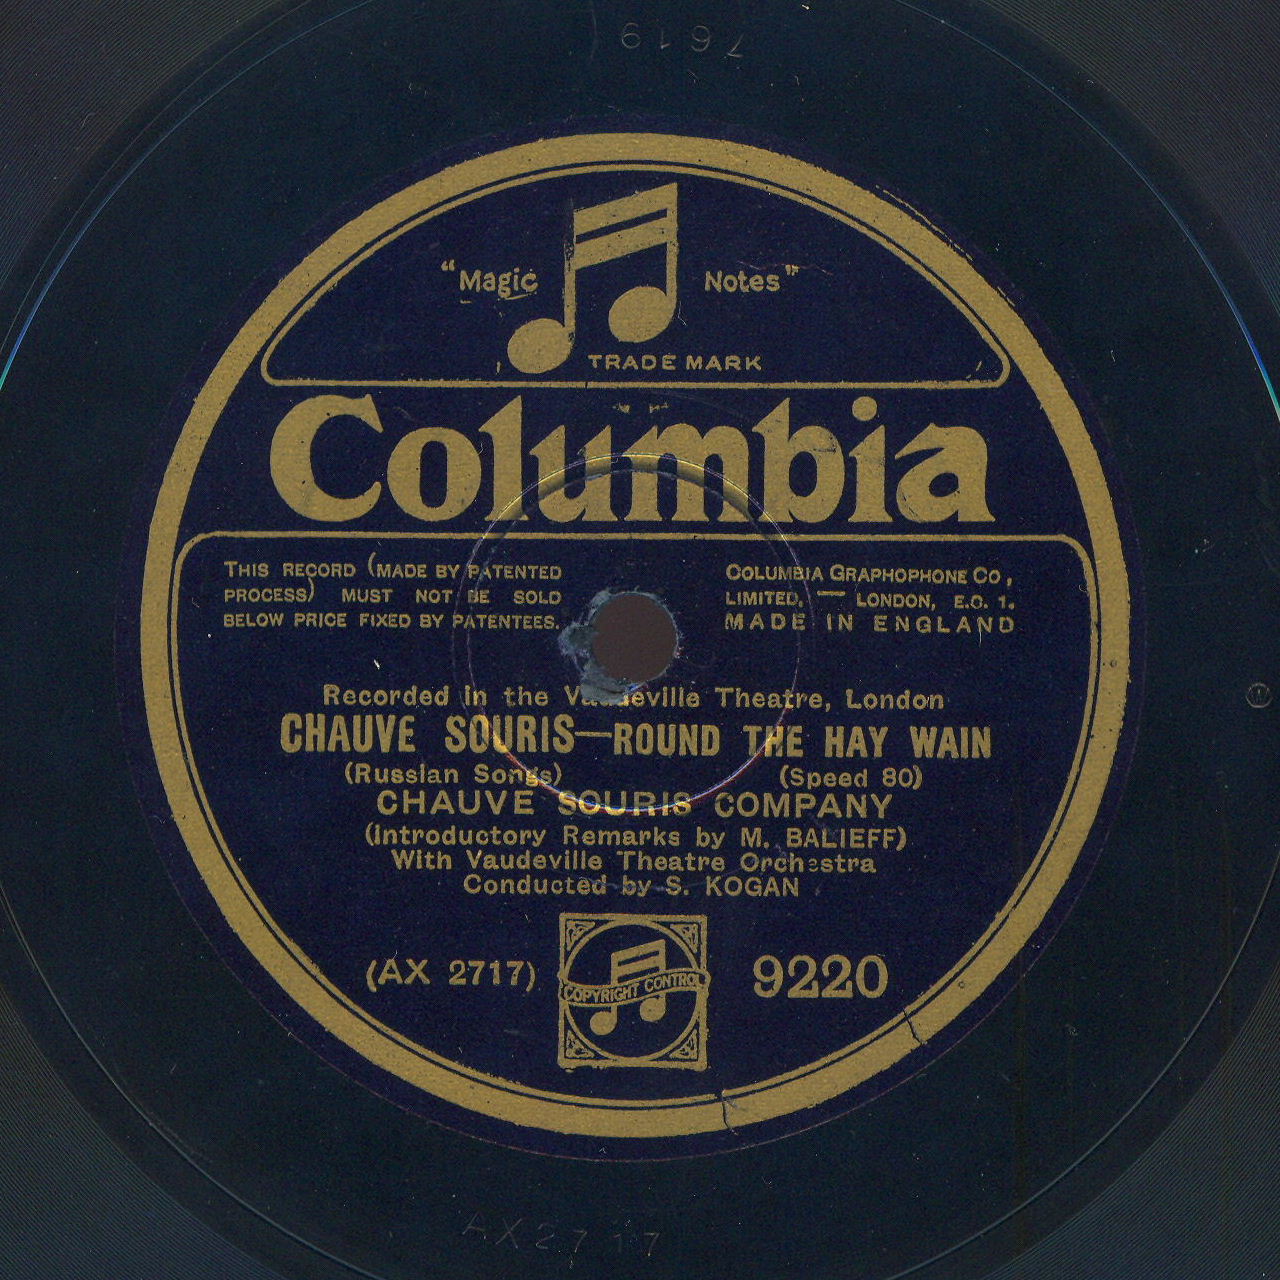 7619
"Magic Notes"
TRADE MARK
Columbia
THIS RECORD (MADE BY PATENTED
PROCESS) MUST NOT BE SOLD
BELOW PRICE FIXED BY PATENTEES.
COLUMBIA GRAPHOPHONE CO,
LIMITED. — LONDON, E.C. 1.
MADE IN ENGLAND
Recorded in the Vaudeville Theatre, London
CHAUVE SOURIS—ROUND THE HAY WAIN
(Russian Songs) (Speed 80)
CHAUVE SOURIS COMPANY
(Introductory Remarks by M. BALIEFF)
With Vaudeville Theatre Orchestra
Conducted by S. KOGAN
(AX 2717) COPYRIGHT CONTROL 9220
AX2717